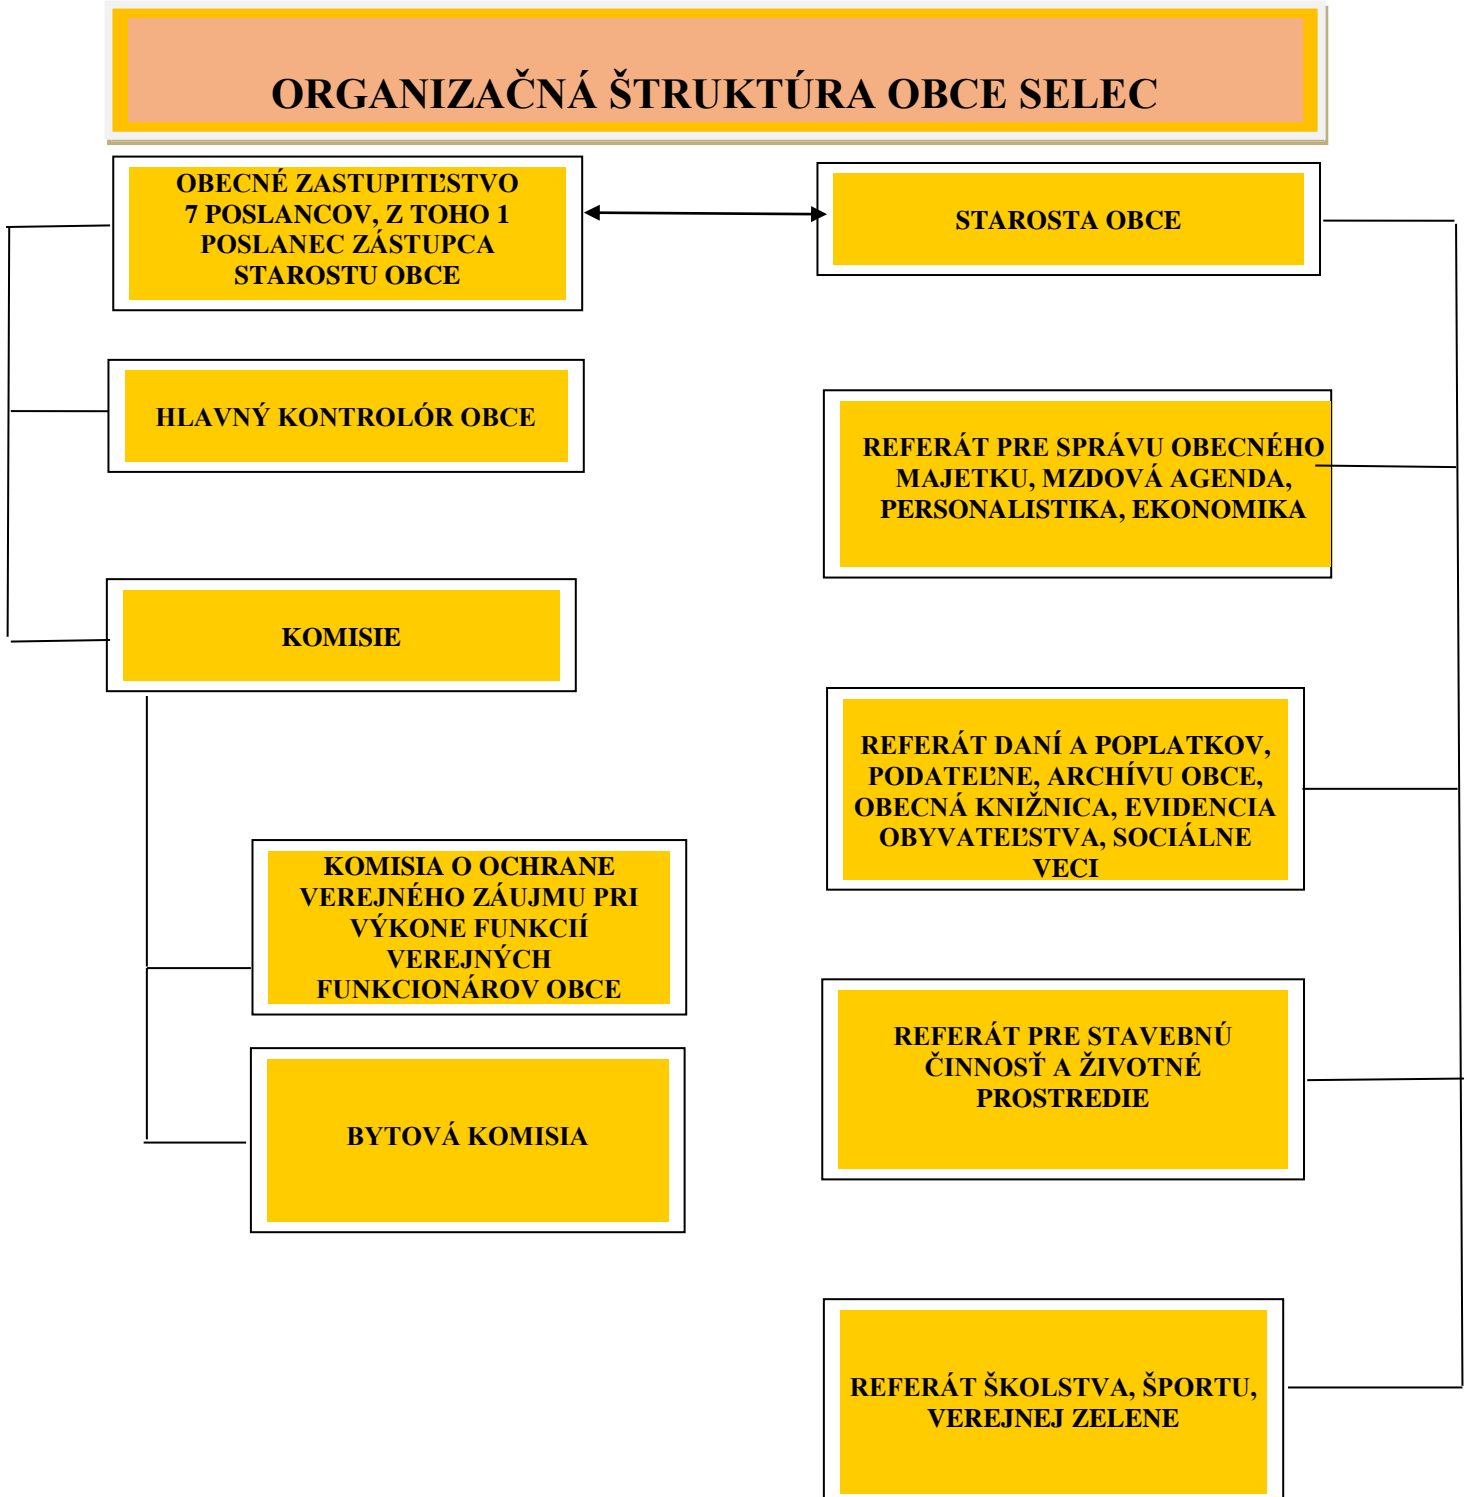 ORGANIZAČNÁ ŠTRUKTÚRA OBCE SELEC
OBECNÉ ZASTUPITĽSTVO
7 POSLANCOV, Z TOHO 1
POSLANEC ZÁSTUPCA
STAROSTU OBCE
STAROSTA OBCE
HLAVNÝ KONTROLÓR OBCE
REFERÁT PRE SPRÁVU OBECNÉHO
MAJETKU, MZDOVÁ AGENDA,
PERSONALISTIKA, EKONOMIKA
KOMISIE
REFERÁT DANÍ A POPLATKOV,
PODATEĽNE, ARCHÍVU OBCE,
OBECNÁ KNIŽNICA, EVIDENCIA
OBYVATEĽSTVA, SOCIÁLNE
VECI
KOMISIA O OCHRANE
VEREJNÉHO ZÁUJMU PRI
VÝKONE FUNKCIÍ
VEREJNÝCH
FUNKCIONÁROV OBCE
REFERÁT PRE STAVEBNÚ
ČINNOSŤ A ŽIVOTNÉ
PROSTREDIE
BYTOVÁ KOMISIA
REFERÁT ŠKOLSTVA, ŠPORTU,
VEREJNEJ ZELENE